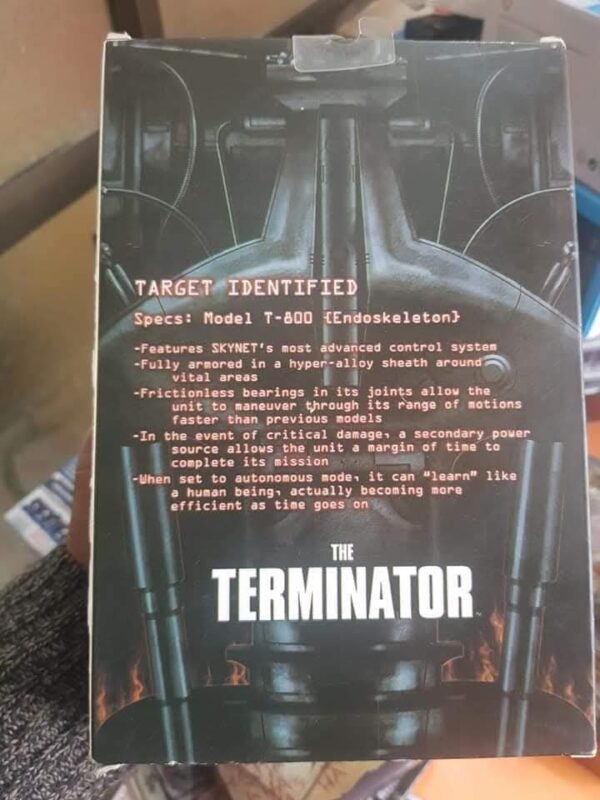 TARGET IDENTIFIED
Specs: Model T-800 {Endoskeleton}
-Features SKYNET's most advanced control system
-Fully armored in a hyper-alloy sheath around
vital areas
-Frictionless bearings in its joints allow the
unit to maneuver through its range of motions
faster than previous models
-In the event of critical damage, a secondary power
source allows the unit a margin of time to
complete its mission
-When set to autonomous mode, it can "learn" like
a human being, actually becoming more
efficient as time goes on
THE
TERMINATOR